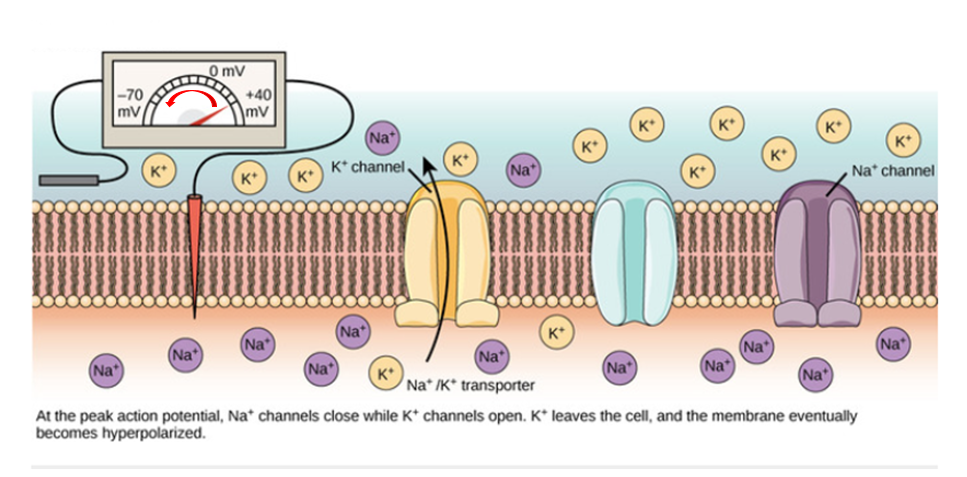 0 mV
−70
mV
+40
mV
Na⁺
K⁺
K⁺
K⁺
K⁺ channel
K⁺
Na⁺
K⁺
K⁺
K⁺
K⁺
K⁺
K⁺
K⁺
Na⁺ channel
Na⁺
Na⁺
Na⁺
Na⁺
Na⁺
K⁺
Na⁺
K⁺
Na⁺
Na⁺
Na⁺
Na⁺
Na⁺
Na⁺ /K⁺ transporter
At the peak action potential, Na⁺ channels close while K⁺ channels open. K⁺ leaves the cell, and the membrane eventually
becomes hyperpolarized.